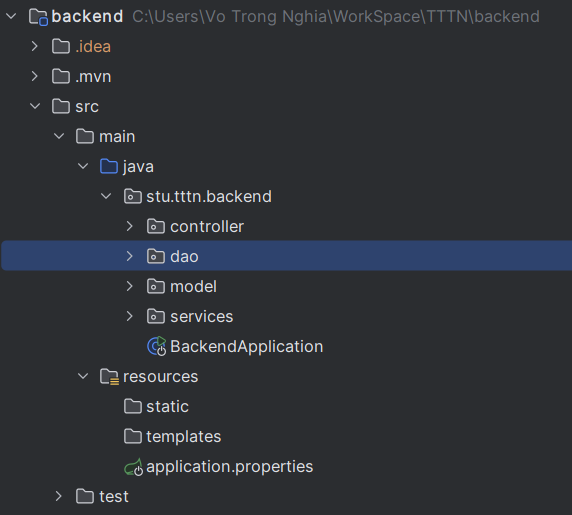 backend C:\Users\Vo Trong Nghia\WorkSpace\TTTN\backend
.idea
.mvn
src
main
java
stu.tttn.backend
controller
dao
model
services
BackendApplication
resources
static
templates
application.properties
test